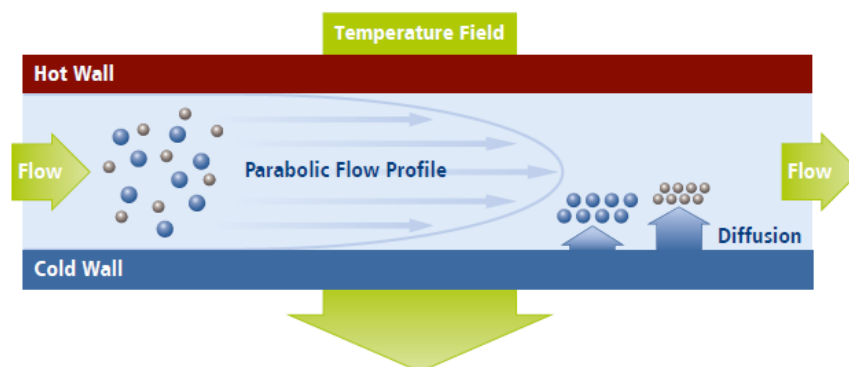 Temperature Field
Hot Wall
Flow
Parabolic Flow Profile
Flow
Diffusion
Cold Wall